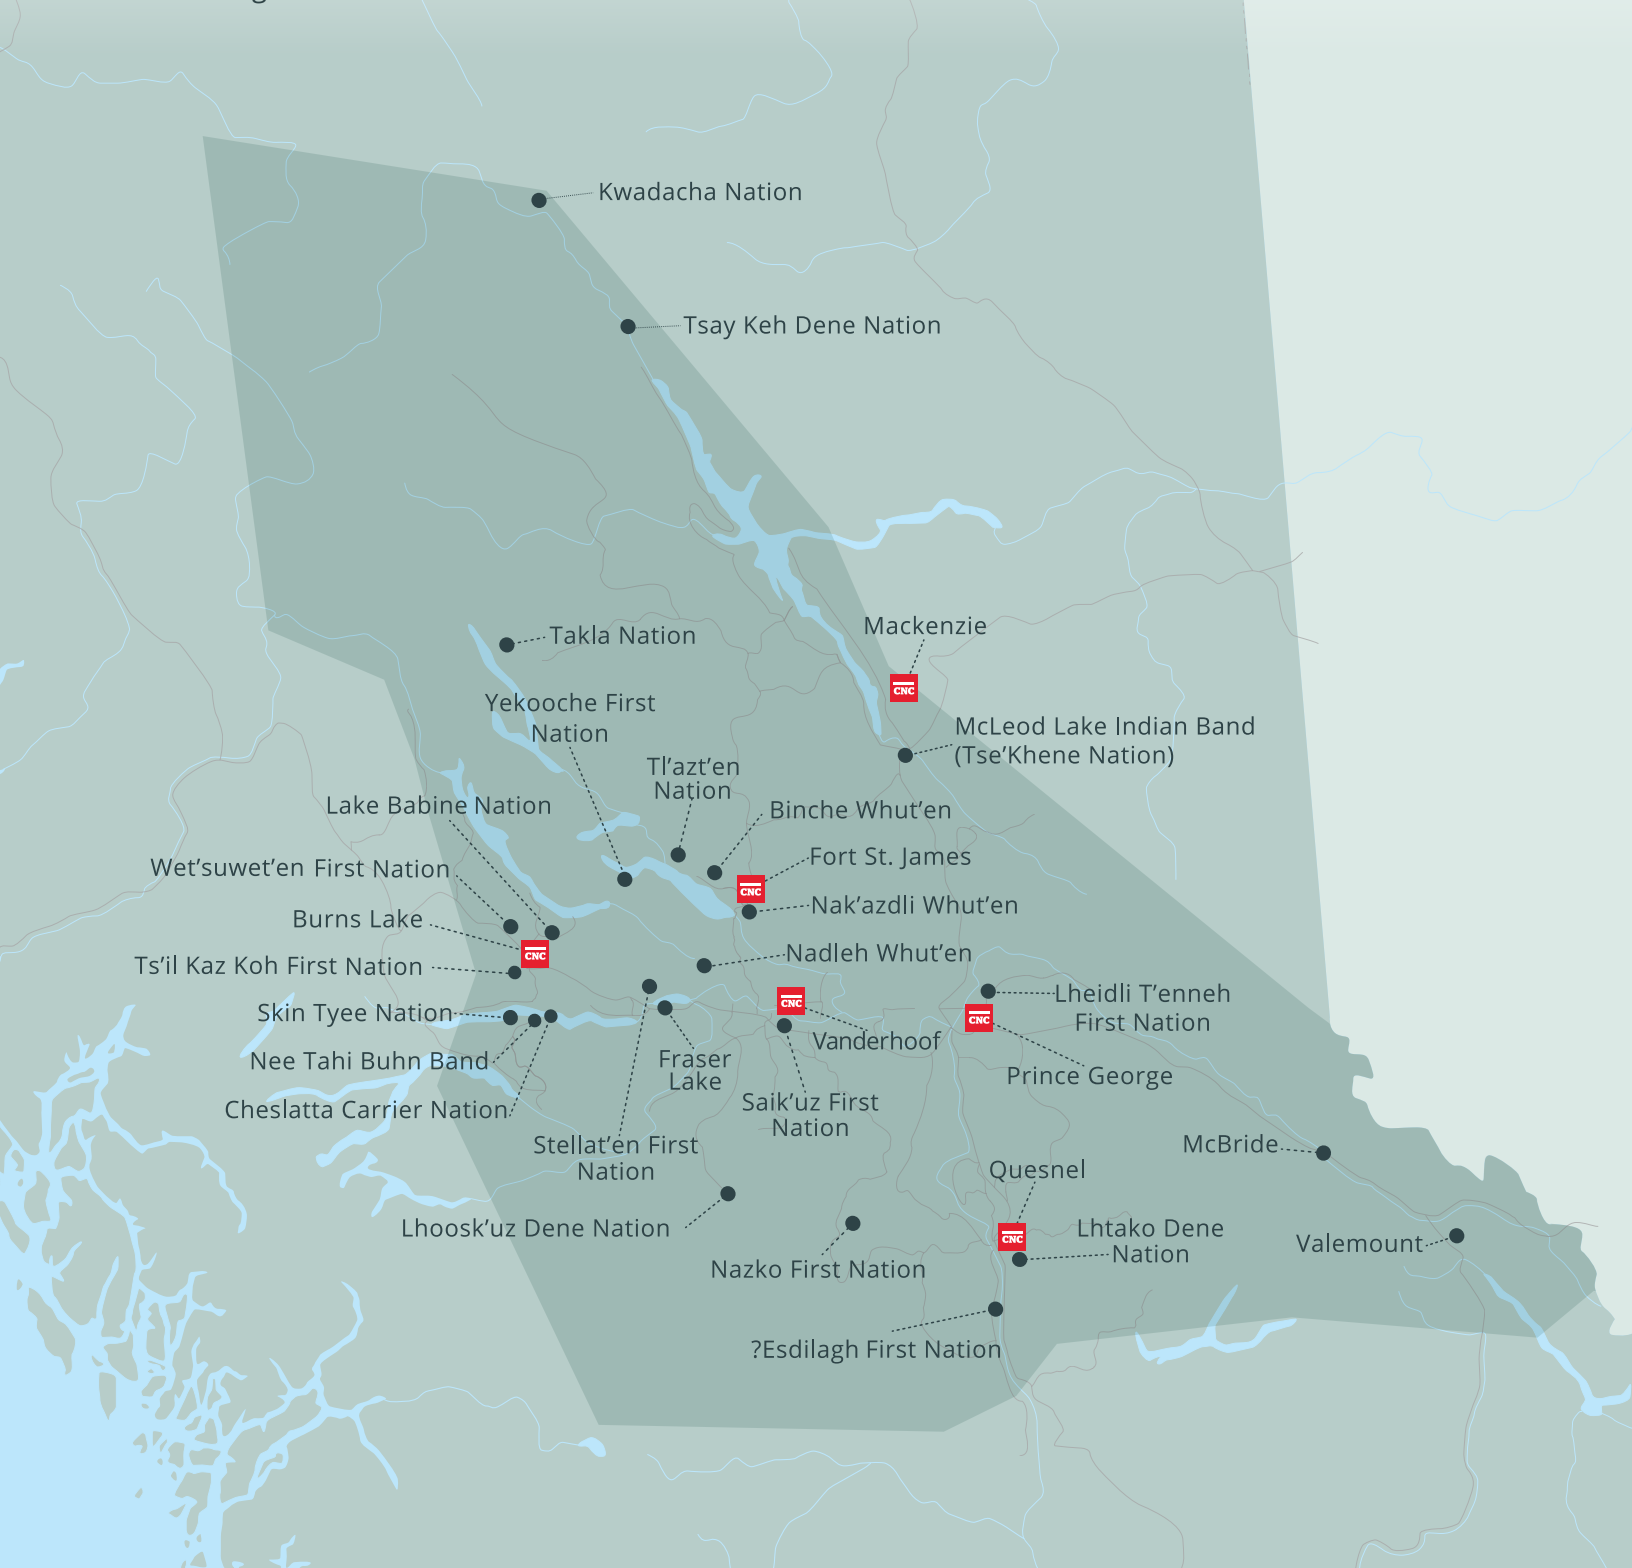 Kwadacha Nation
Tsay Keh Dene Nation
Takla Nation
Mackenzie
CNC
Yekooche First
Nation
McLeod Lake Indian Band
(Tse’Khene Nation)
Tl’azt’en
Nation
Lake Babine Nation
Binche Whut’en
Fort St. James
CNC
Wet’suwet’en First Nation
Nak’azdli Whut’en
Burns Lake
CNC
Nadleh Whut’en
Ts’il Kaz Koh First Nation
Lheidli T’enneh
First Nation
CNC
CNC
Skin Tyee Nation
Vanderhoof
Nee Tahi Buhn Band
Fraser
Lake
Prince George
Cheslatta Carrier Nation
Saik’uz First
Nation
Stellat’en First
Nation
McBride
Quesnel
CNC
Lhoosk’uz Dene Nation
Lhtako Dene
Nation
Valemount
Nazko First Nation
?Esdilagh First Nation